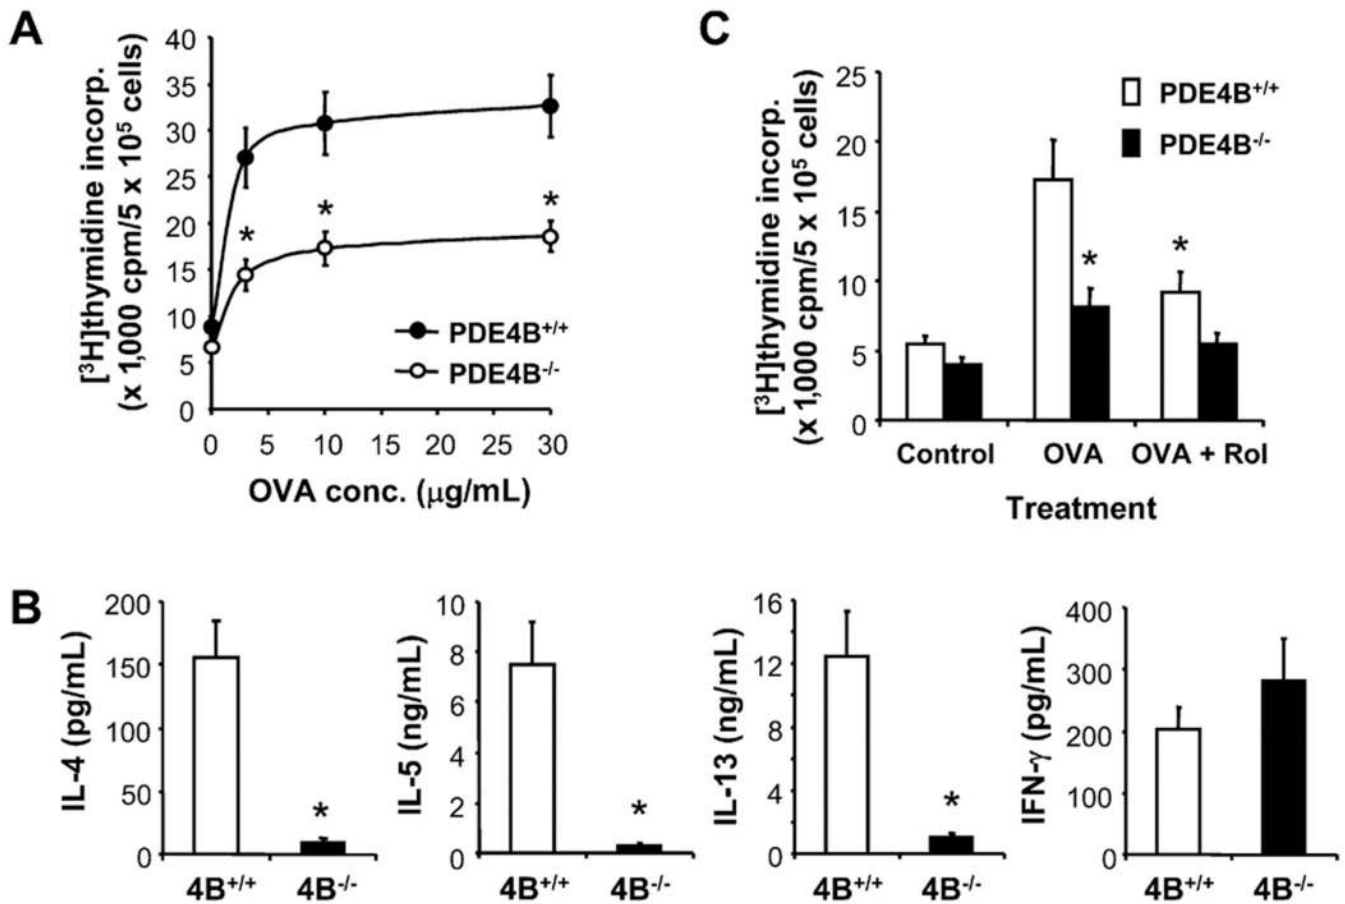 A
[³H]thymidine incorp.
(x 1,000 cpm/5 x 10⁵ cells)
40
35
30
25
20
15
10
5
0
*
*
*
PDE4B⁺/⁺
PDE4B⁻/⁻
0 5 10 15 20 25 30
OVA conc. (µg/mL)
C
[³H]thymidine incorp.
(x 1,000 cpm/5 x 10⁵ cells)
25
20
15
10
5
0
PDE4B⁺/⁺
PDE4B⁻/⁻
*
*
Control OVA OVA + Rol
Treatment
B
IL-4 (pg/mL)
200
150
100
50
0
*
4B⁺/⁺ 4B⁻/⁻
IL-5 (ng/mL)
10
8
6
4
2
0
*
4B⁺/⁺ 4B⁻/⁻
IL-13 (ng/mL)
16
12
8
4
0
*
4B⁺/⁺ 4B⁻/⁻
IFN-γ (pg/mL)
400
300
200
100
0
4B⁺/⁺ 4B⁻/⁻